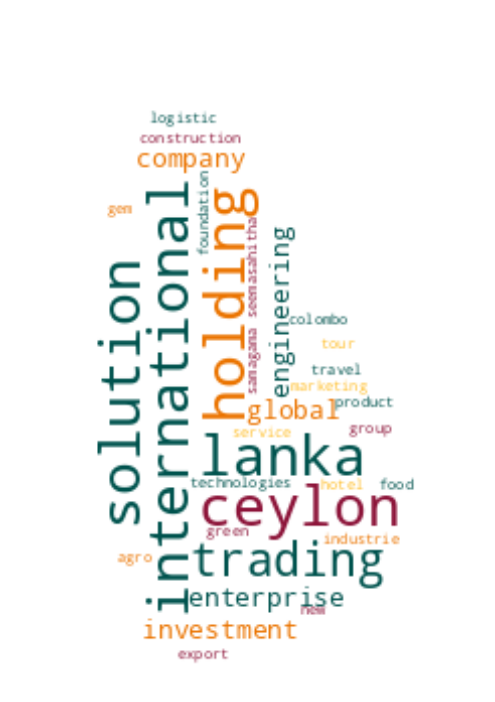 logistic
construction
company
gem
foundation
holding
international
samagama seemasahitha
engineering
solution
colombo
tour
travel
marketing
product
global
group
service
lanka
technologies
hotel
food
ceylon
green
industrie
agro
trading
enterprise
new
investment
export